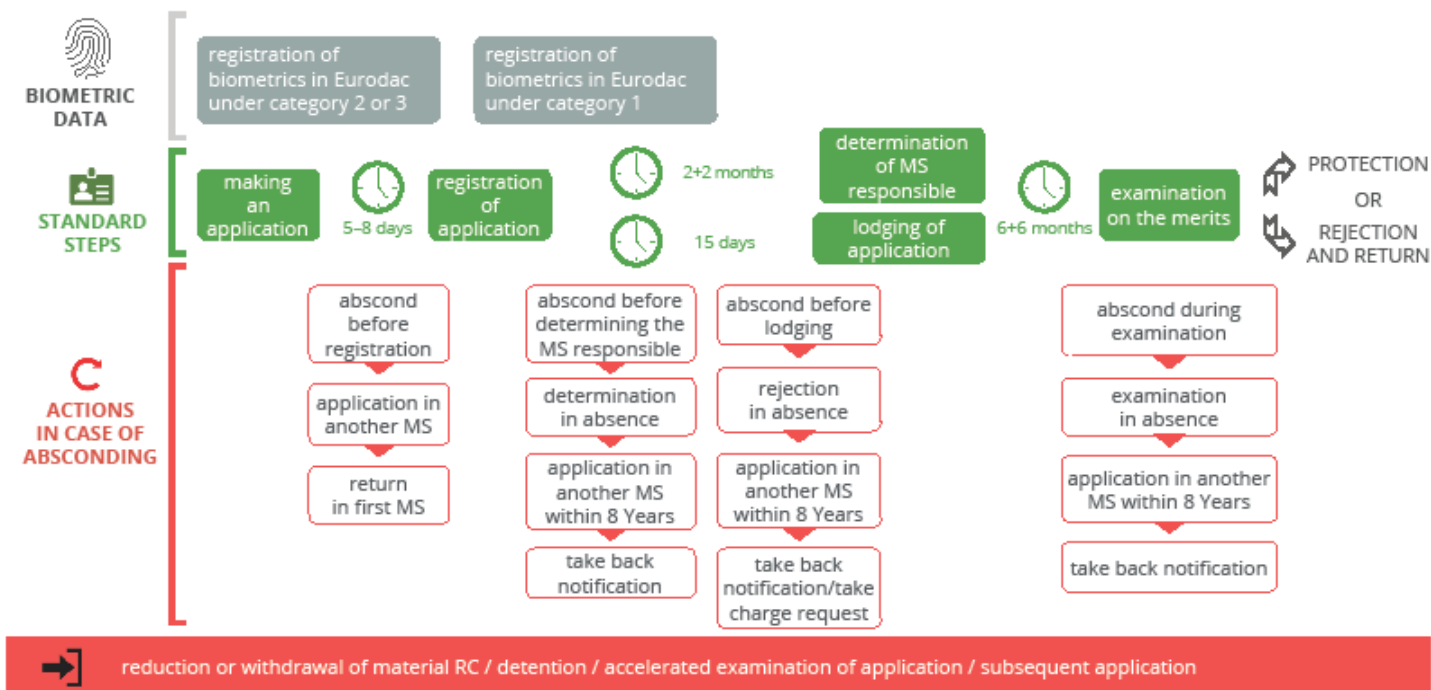 BIOMETRIC
DATA
registration of
biometrics in Eurodac
under category 2 or 3
registration of
biometrics in Eurodac
under category 1
STANDARD
STEPS
making
an
application
5–8 days
registration
of
application
2+2 months
15 days
determination
of MS
responsible
lodging of
application
6+6 months
examination
on the merits
PROTECTION
OR
REJECTION
AND RETURN
ACTIONS
IN CASE OF
ABSCONDING
abscond
before
registration
application in
another MS
return
in first MS
abscond before
determining the
MS responsible
determination
in absence
application in
another MS
within 8 Years
take back
notification
abscond before
lodging
rejection
in absence
application in
another MS
within 8 Years
take back
notification/take
charge request
abscond during
examination
examination
in absence
application in another
MS within 8 Years
take back notification
reduction or withdrawal of material RC / detention / accelerated examination of application / subsequent application